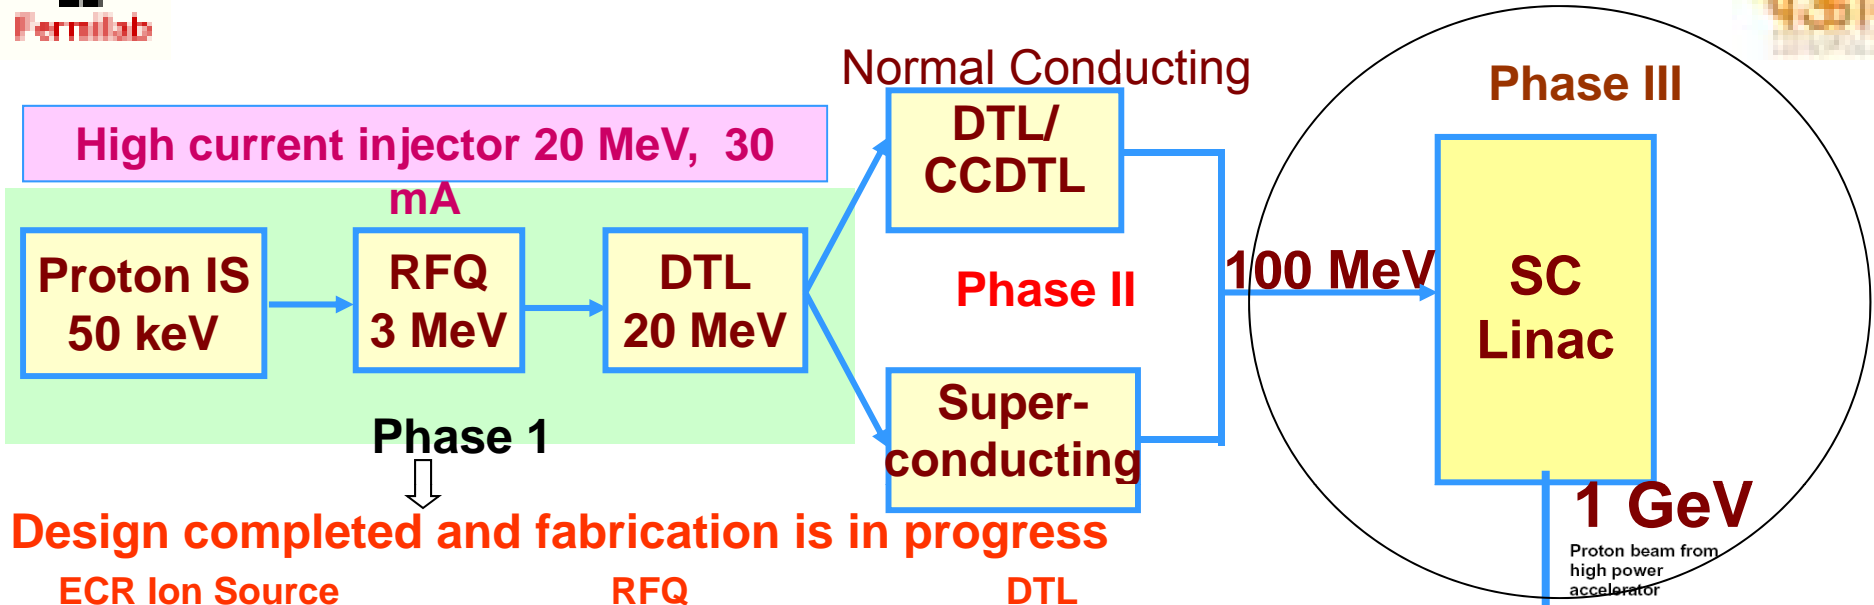 Fermilab
Normal Conducting
Phase III
High current injector 20 MeV, 30
mA
DTL/
CCDTL
Proton IS
50 keV
RFQ
3 MeV
DTL
20 MeV
Phase II
100 MeV
SC
Linac
Super-
conducting
Phase 1
1 GeV
Proton beam from
high power
accelerator
Design completed and fabrication is in progress
ECR Ion Source
RFQ
DTL